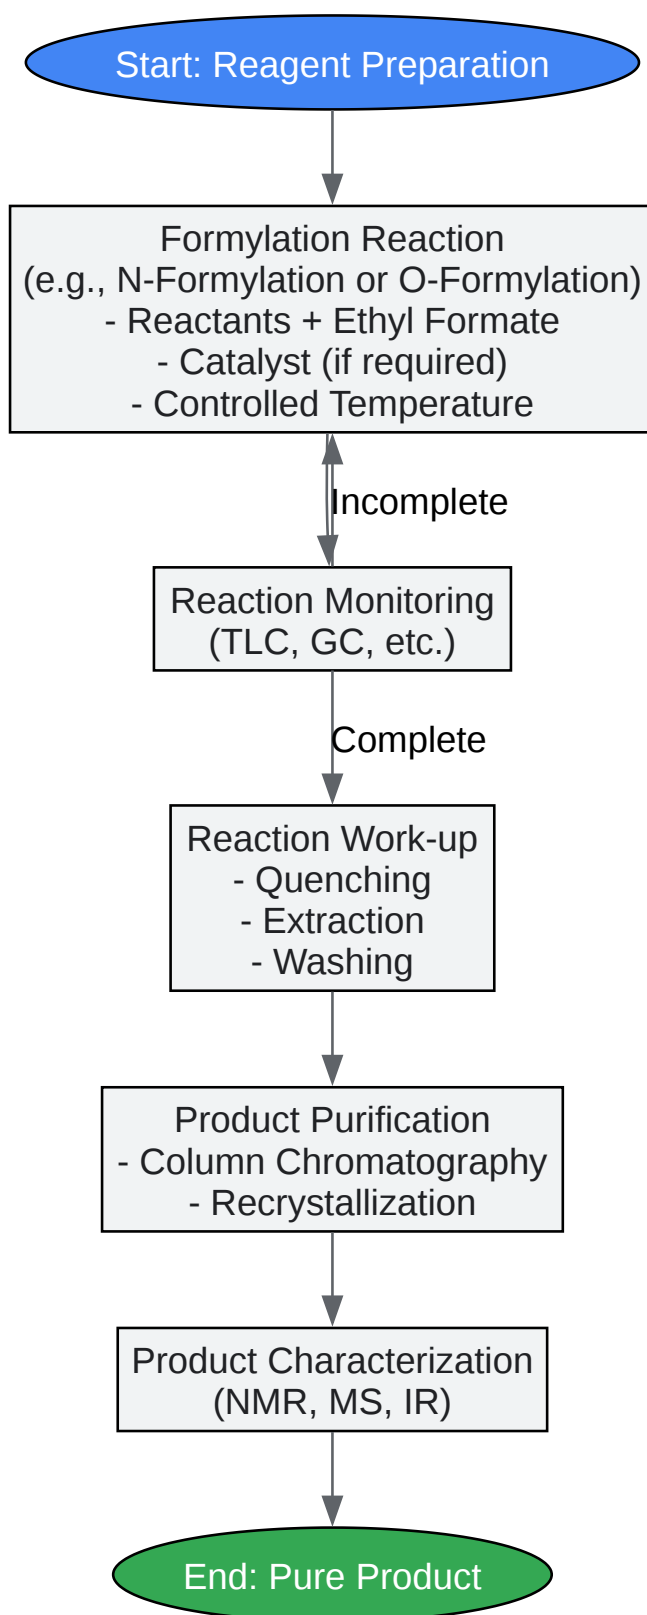 Start: Reagent Preparation
Formylation Reaction
(e.g., N-Formylation or O-Formylation)
- Reactants + Ethyl Formate
- Catalyst (if required)
- Controlled Temperature
Incomplete
Reaction Monitoring
(TLC, GC, etc.)
Complete
Reaction Work-up
- Quenching
- Extraction
- Washing
Product Purification
- Column Chromatography
- Recrystallization
Product Characterization
(NMR, MS, IR)
End: Pure Product